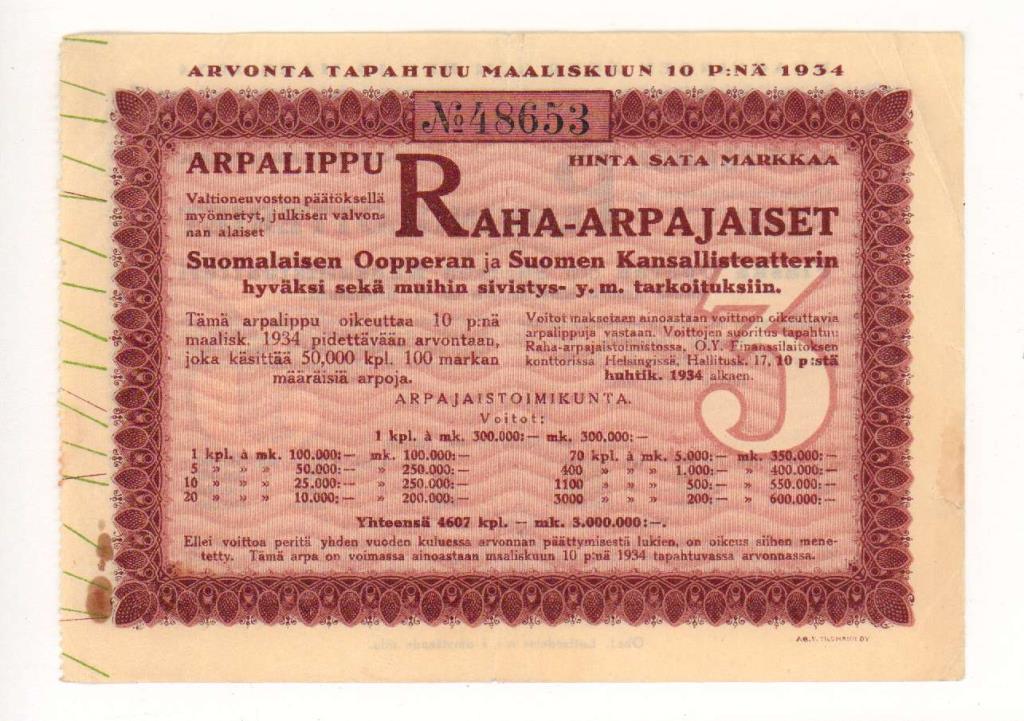 ARVONTA TAPAHTUU MAALISKUUN 10 P:NÄ 1934
№ 48653
ARPALIPPU
HINTA SATA MARKKAA
Valtioneuvoston päätöksellä
myönnetyt, julkisen valvon-
nan alaiset
RAHA-ARPAJAISET
Suomalaisen Oopperan ja Suomen Kansallisteatterin
hyväksi sekä muihin sivistys- y. m. tarkoituksiin.
3
Tämä arpalippu oikeuttaa 10 p:nä
maalisk. 1934 pidettävään arvontaan,
joka käsittää 50,000 kpl. 100 markan
määräisiä arpoja.
Voitot maksetaan ainoastaan voittoon oikeuttavia
arpalippuja vastaan. Voittojen suoritus tapahtuu
Raha-arpajaistoimistossa, O.Y. Finanssilaitoksen
konttorissa Helsingissä, Hallitusk. 17, 10 p:stä
huhtik. 1934 alkaen.
ARPAJAISTOIMIKUNTA.
Voitot:
1 kpl. à mk. 300.000:— mk. 300.000:—
1 kpl. à mk. 100.000:— mk. 100.000:—
5 » » » 50.000:— » 250.000:—
10 » » » 25.000:— » 250.000:—
20 » » » 10.000:— » 200.000:—
70 kpl. à mk. 5.000:— mk. 350.000:—
400 » » » 1.000:— » 400.000:—
1100 » » » 500:— » 550.000:—
3000 » » » 200:— » 600.000:—
Yhteensä 4607 kpl. — mk. 3.000.000:—.
Ellei voittoa peritä yhden vuoden kuluessa arvonnan päättymisestä lukien, on oikeus siihen mene-
tetty. Tämä arpa on voimassa ainoastaan maaliskuun 10 p:nä 1934 tapahtuvassa arvonnassa.